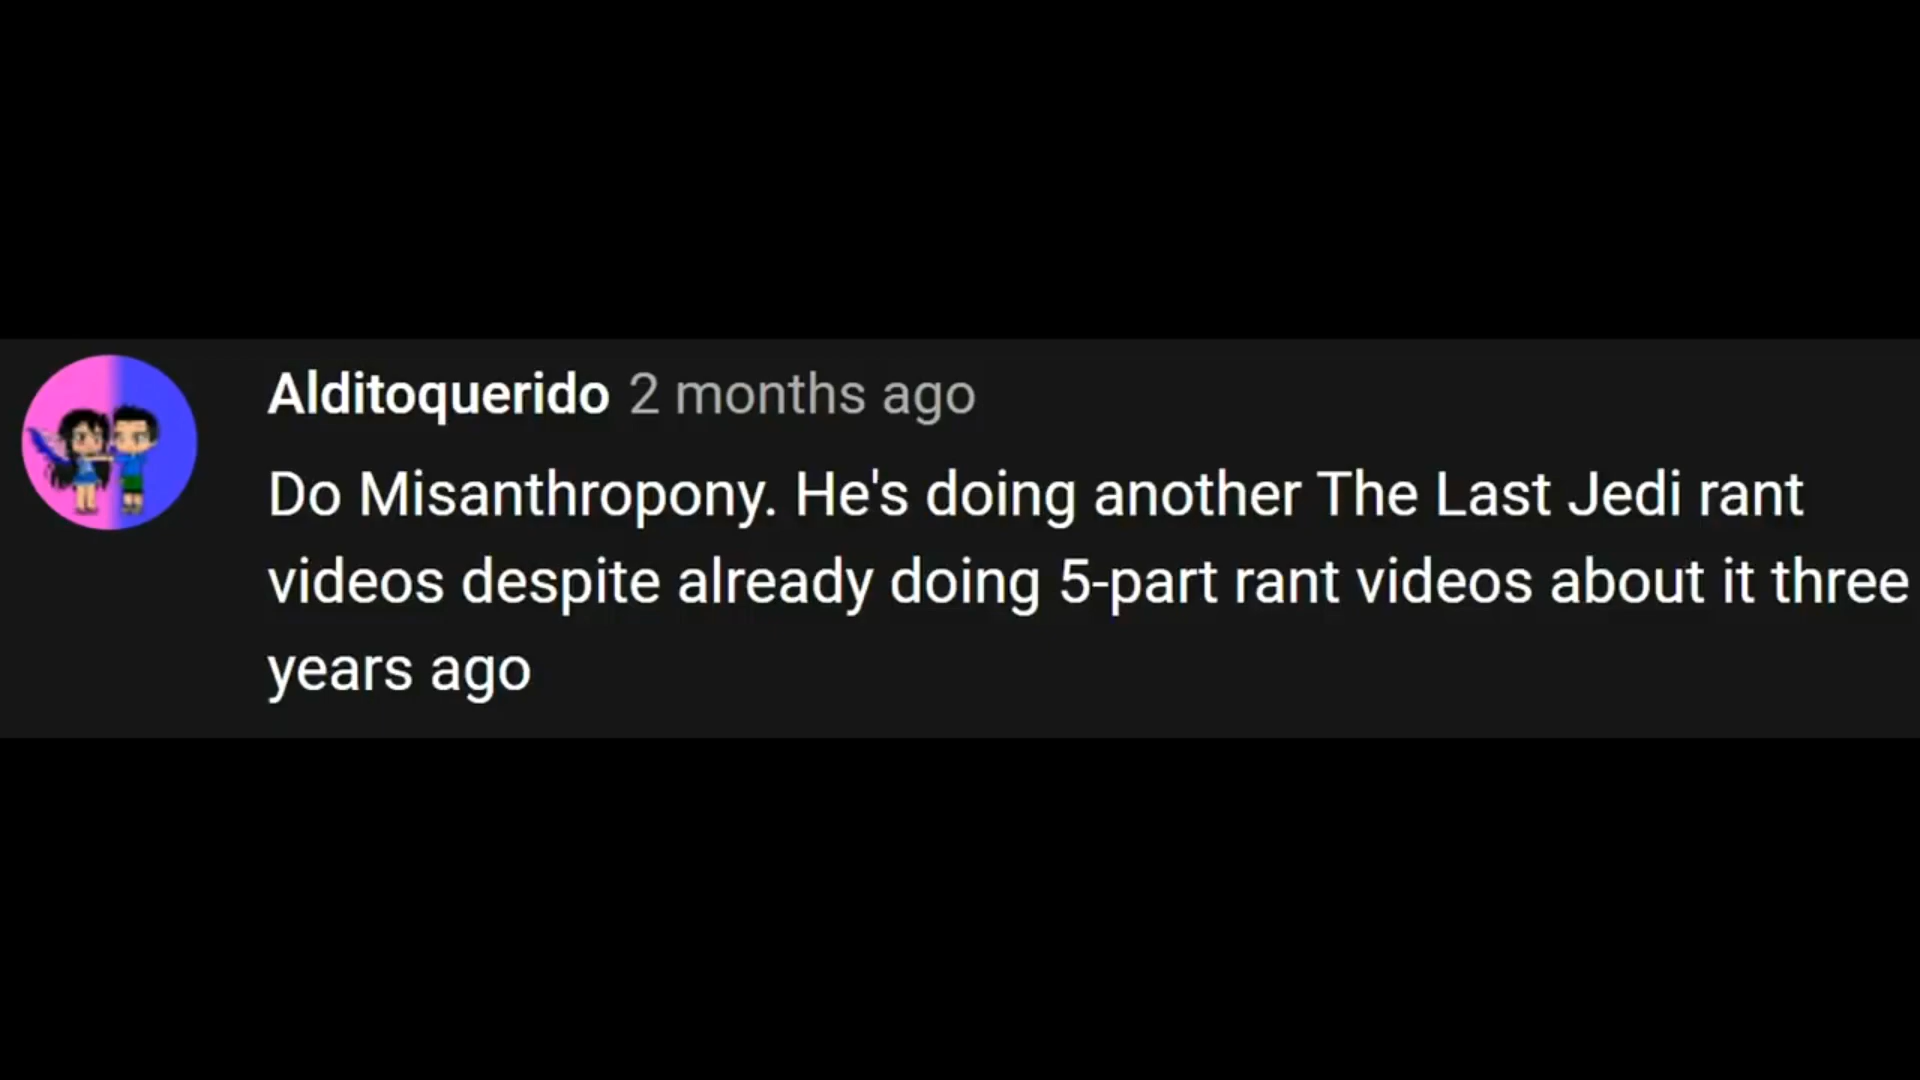 Alditoquerido 2 months ago
Do Misanthropony. He's doing another The Last Jedi rant
videos despite already doing 5-part rant videos about it three
years ago